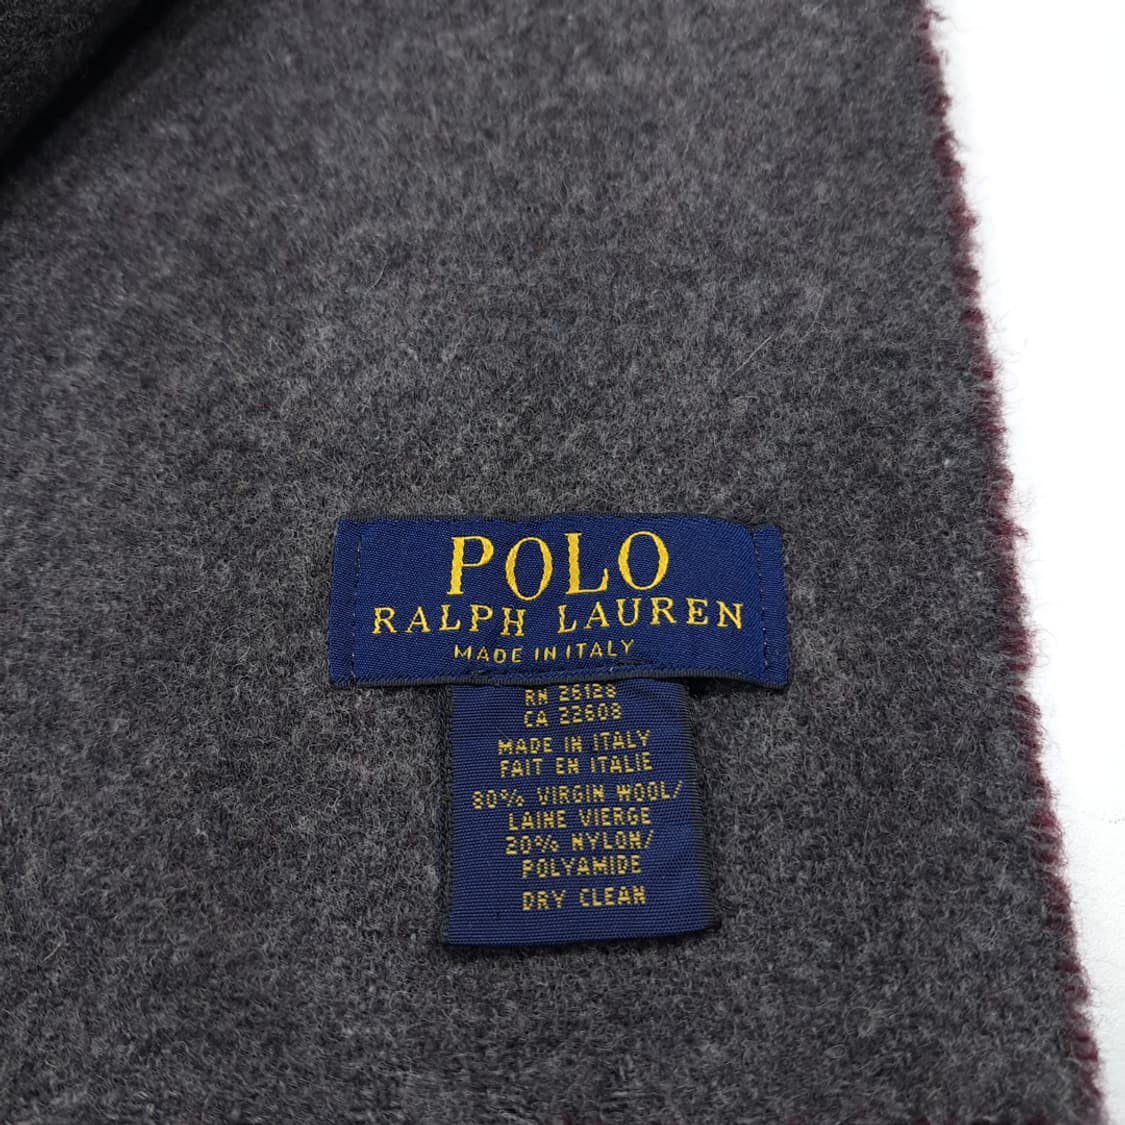 POLO
RALPH LAUREN
MADE IN ITALY
RN 26128
CA 22608
MADE IN ITALY
FAIT EN ITALIE
80% VIRGIN WOOL/
LAINE VIERGE
20% NYLON/
POLYAMIDE
DRY CLEAN